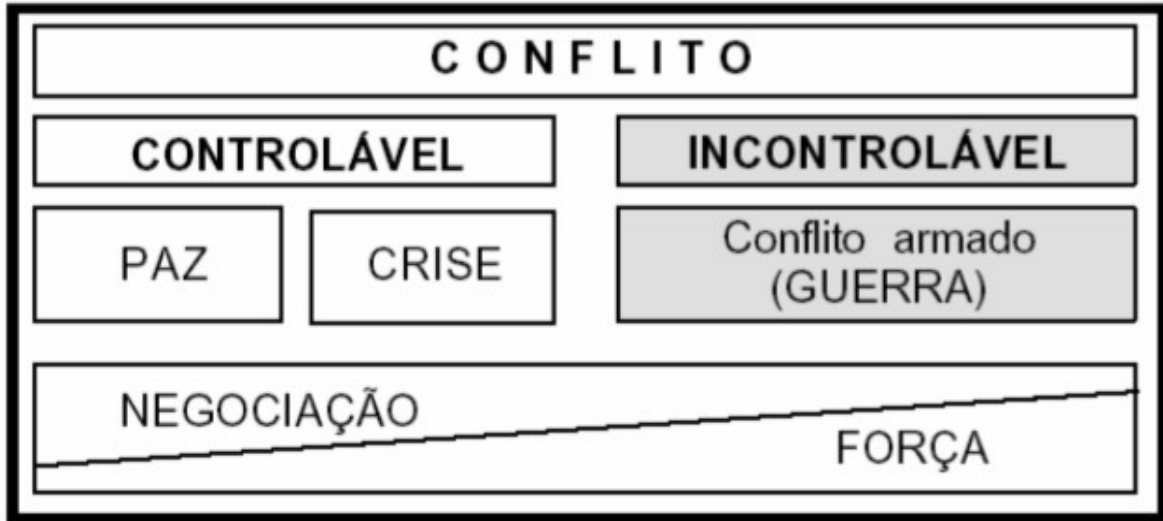 CONFLITO
CONTROLÁVEL
INCONTROLÁVEL
PAZ
CRISE
Conflito armado
(GUERRA)
NEGOCIAÇÃO
FORÇA